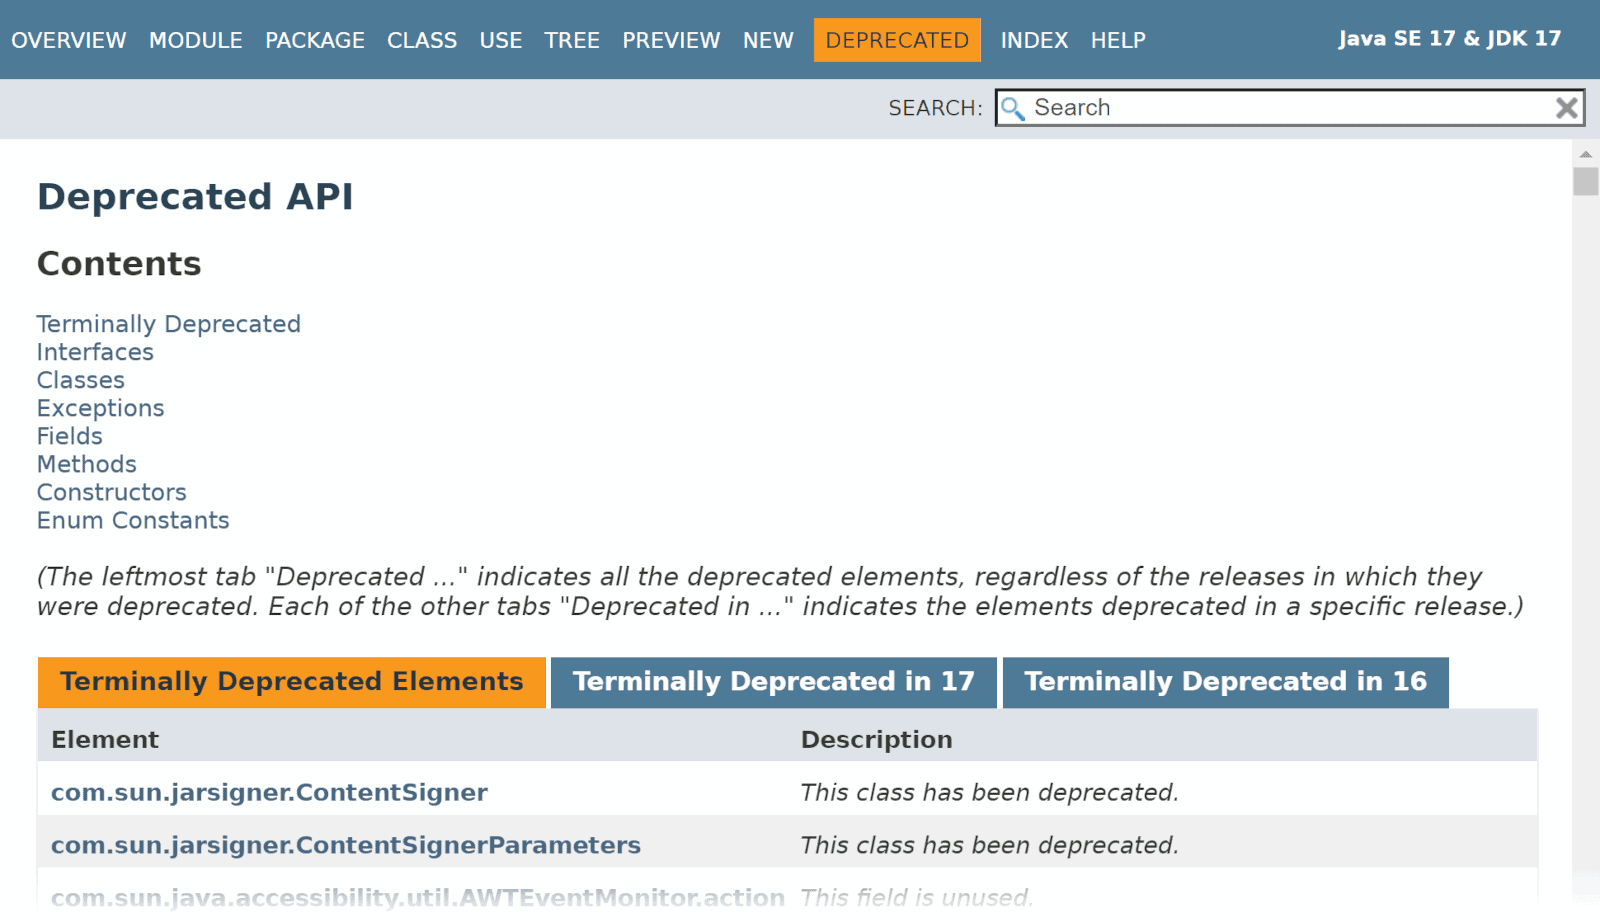 OVERVIEW MODULE PACKAGE CLASS USE TREE PREVIEW NEW DEPRECATED INDEX HELP Java SE 17 & JDK 17
SEARCH: Search
Deprecated API
Contents
Terminally Deprecated
Interfaces
Classes
Exceptions
Fields
Methods
Constructors
Enum Constants
(The leftmost tab "Deprecated ..." indicates all the deprecated elements, regardless of the releases in which they
were deprecated. Each of the other tabs "Deprecated in ..." indicates the elements deprecated in a specific release.)
Terminally Deprecated Elements Terminally Deprecated in 17 Terminally Deprecated in 16
Element Description
com.sun.jarsigner.ContentSigner This class has been deprecated.
com.sun.jarsigner.ContentSignerParameters This class has been deprecated.
com.sun.java.accessibility.util.AWTEventMonitor.action This field is unused.